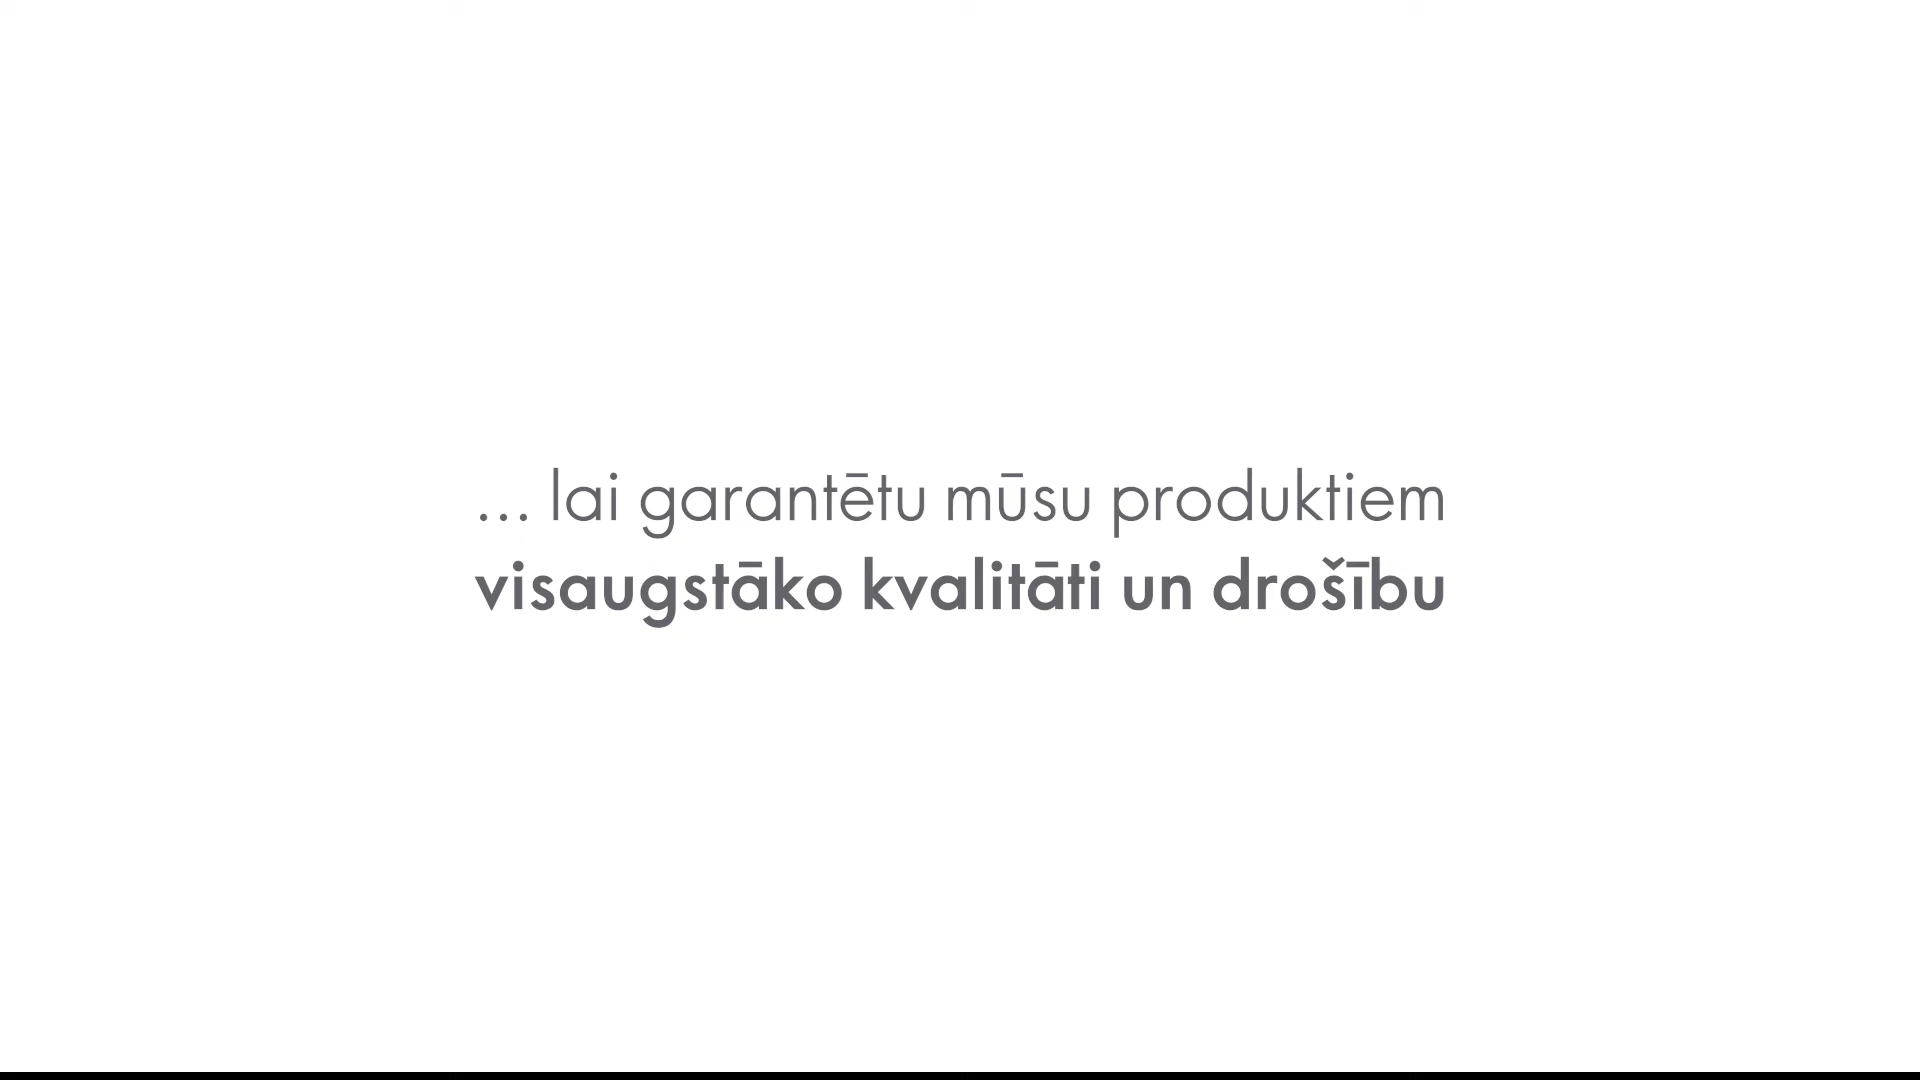 ... lai garantētu mūsu produktiem
visaugstāko kvalitāti un drošību